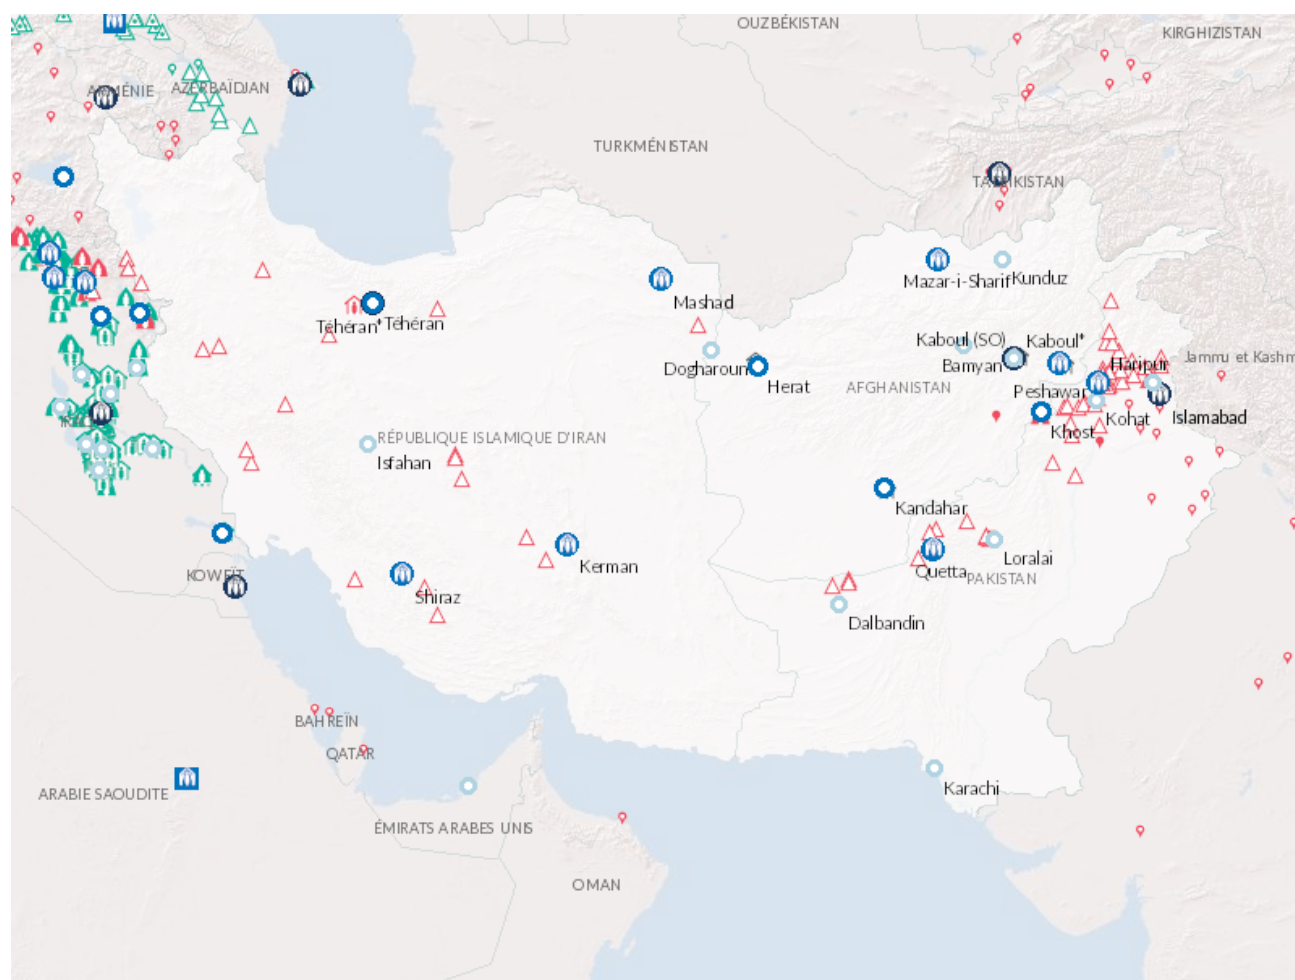 OUZBÉKISTAN
KIRGHIZISTAN
ARMÉNIE
AZERBAÏDJAN
TURKMÉNISTAN
TADJIKISTAN
Mazar-i-Sharif
Kunduz
Mashad
Téhéran*
Téhéran
Kaboul (SO)
Kaboul*
Bamyan
Haripur
Jammu et Kashm
Dogharoun
Herat
AFGHANISTAN
Peshawar
Kohat
Islamabad
Khost
RÉPUBLIQUE ISLAMIQUE D'IRAN
Isfahan
Kandahar
Loralai
Quetta
PAKISTAN
Kerman
KOWEÏT
Shiraz
Dalbandin
BAHREÏN
QATAR
Karachi
ARABIE SAOUDITE
ÉMIRATS ARABES UNIS
OMAN